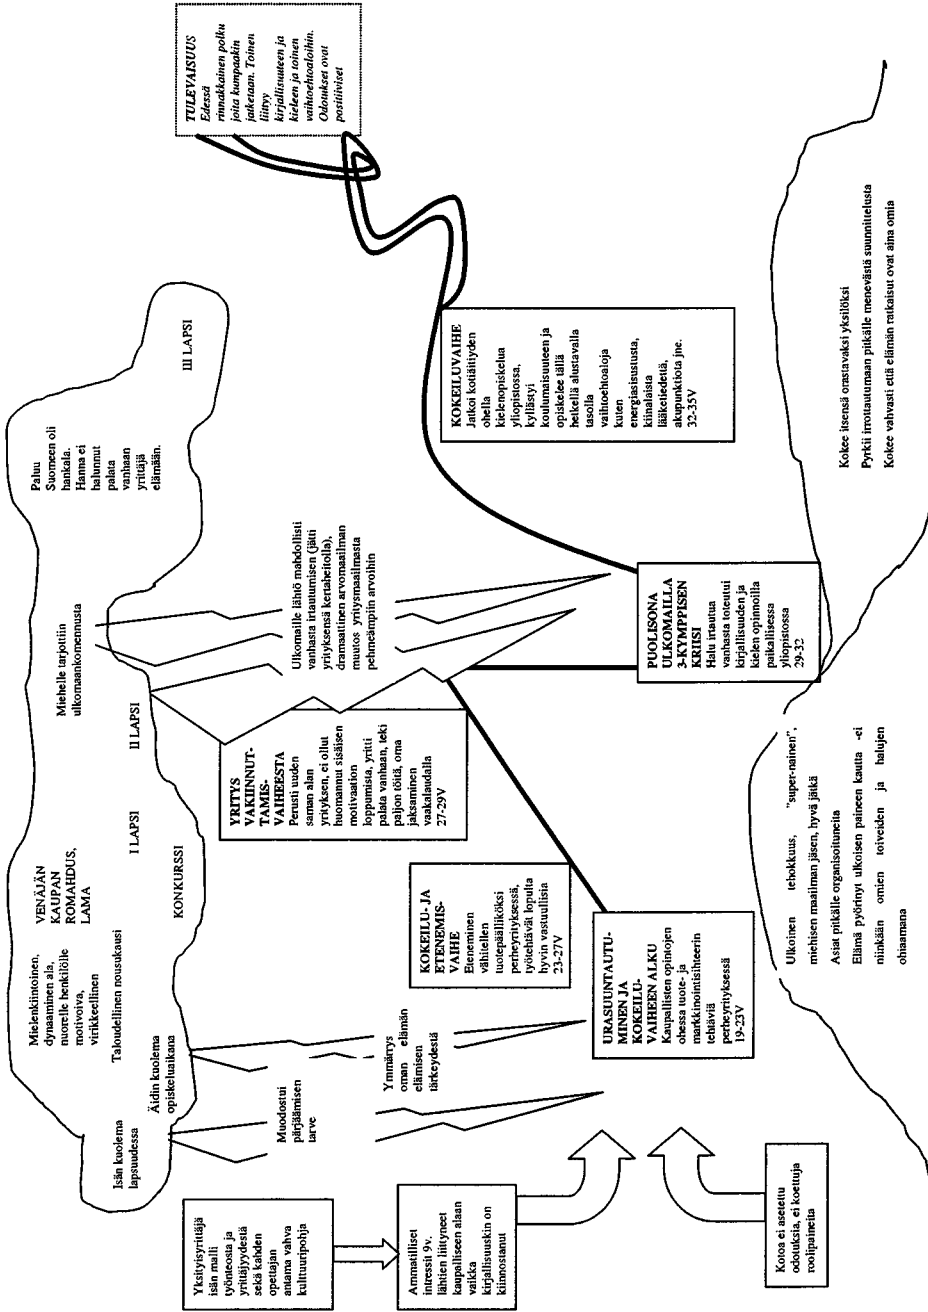 Isän kuolema
lapsuudessa
Äidin kuolema
opiskeluaikana
Mielenkiintoinen,
dynaaminen ala,
nuorelle henkilölle
motivoiva,
virikkeellinen
Taloudellinen nousukausi
VENÄJÄN
KAUPAN
ROMAHDUS,
LAMA
KONKURSSI
I LAPSI
II LAPSI
Miehelle tarjottiin
ulkomaankomennusta
Paluu
Suomeen oli
hankala.
Hanna ei
halunnut
palata
vanhaan
yrittäjä
elämään.
III LAPSI
Yksityisyrittäjä
isän malli
työnteosta ja
yrittäjyydestä
sekä kahden
opettajan
antama vahva
kulttuuripohja
Ammatilliset
intressit 9v.
lähtien liittyneet
kaupalliseen alaan
vaikka
kirjallisuuskin on
kiinnostanut
Kotoa ei asetettu
odotuksia, ei koettuja
roolipaineita
Muodostui
pärjäämisen
tarve
Ymmärrys
oman elämän
elämisen
tärkeydestä
URASUUNTAUTU-
MINEN JA
KOKEILU-
VAIHEEN ALKU
Kaupallisten opintojen
ohessa tuote- ja
markkinointisihteerin
tehtäviä
perheyrityksessä
19-23V
KOKEILU- JA
ETENEMIS-
VAIHE
Eteneminen
vähitellen
tuotepäälliköksi
perheyrityksessä,
työtehtävät lopulta
hyvin vastuullisia
23-27V
YRITYS
VAKIINNUT-
TAMIS-
VAIHEESTA
Perusti uuden
saman alan
yrityksen, ei ollut
huomannut sisäisen
motivaation
loppumista, yritti
palata vanhaan, teki
paljon töitä, oma
jaksaminen
vaakalaudalla
27-29V
Ulkomaille lähtö mahdollisti
vanhasta irtautumisen (jätti
yrityksensä kertaheitolla),
dramaattinen arvomaailman
muutos yritysmaailmasta
pehmeämpiin arvoihin
PUOLISONA
ULKOMAILLA
3-KYMPPISEN
KRIISI
Halu irtautua
vanhasta toteutui
kirjallisuuden ja
kielen opinnoilla
paikallisessa
yliopistossa
29-32
KOKEILUVAIHE
Jatkoi kotiäitiyden
ohella
kielenopiskelua
yliopistossa,
kyllästyi
koulumaisuuteen ja
opiskelee tällä
hetkellä alustavalla
tasolla
vaihtoehtoaloja
kuten
energiasisustusta,
kiinalaista
lääketiedettä,
akupunktiota jne.
32-35V
TULEVAISUUS
Edessä
rinnakkainen polku
joita kumpaakin
jatketaan. Toinen
liittyy
kirjallisuuteen ja
kieleen ja toinen
vaihtoehtoaloihin.
Odotukset ovat
positiiviset
Ulkoinen tehokkuus, "super-nainen",
miehisen maailman jäsen, hyvä jätkä
Asiat pitkälle organisoituneita
Elämä pyörinyt ulkoisen paineen kautta -ei
niinkään omien toiveiden ja halujen
ohjaamana
Kokee itsensä orastavaksi yksilöksi
Pyrkii irrottautumaan pitkälle menevästä suunnittelusta
Kokee vahvasti että elämän ratkaisut ovat aina omia